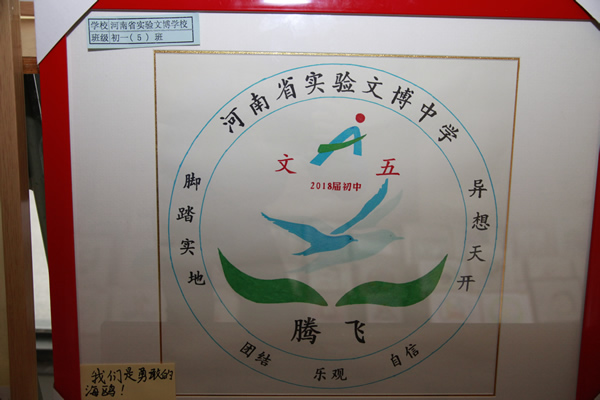 学校 河南省实验文博学校
班级 初一(5)班
河南省实验文博中学
文 五
2018届初中
脚踏实地
异想天开
腾飞
团结 乐观 自信
我们是勇敢的
海鸥！